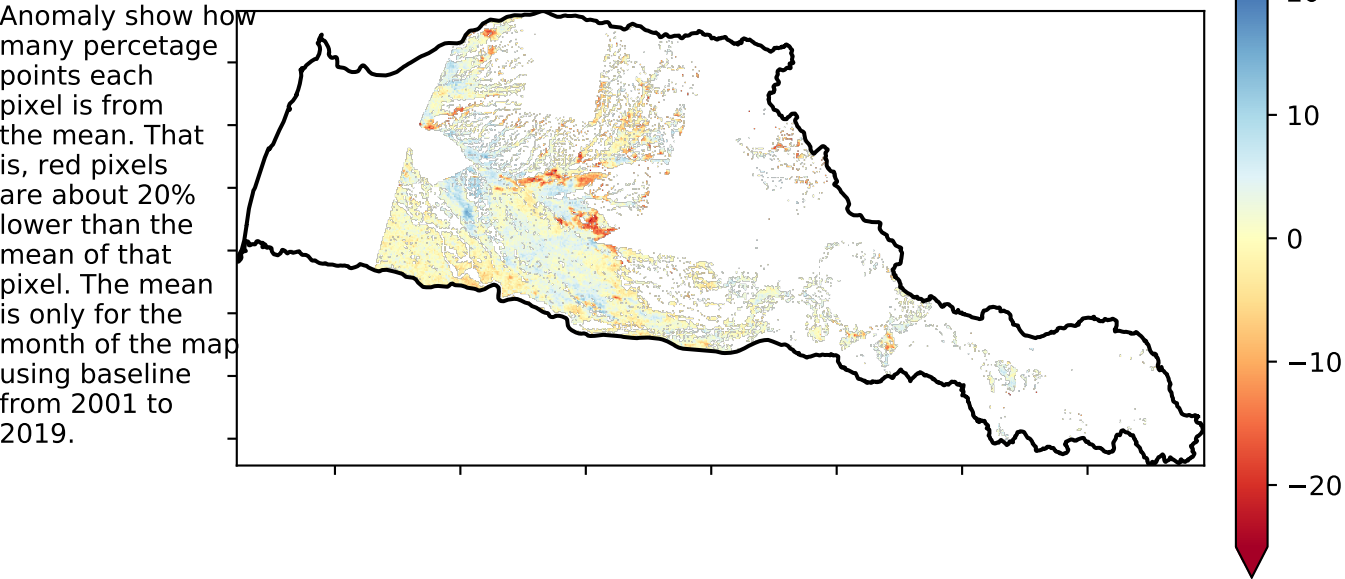 Anomaly show how
many percetage
points each
pixel is from
the mean. That
is, red pixels
are about 20%
lower than the
mean of that
pixel. The mean
is only for the
month of the map
using baseline
from 2001 to
2019.
10
0
−10
−20